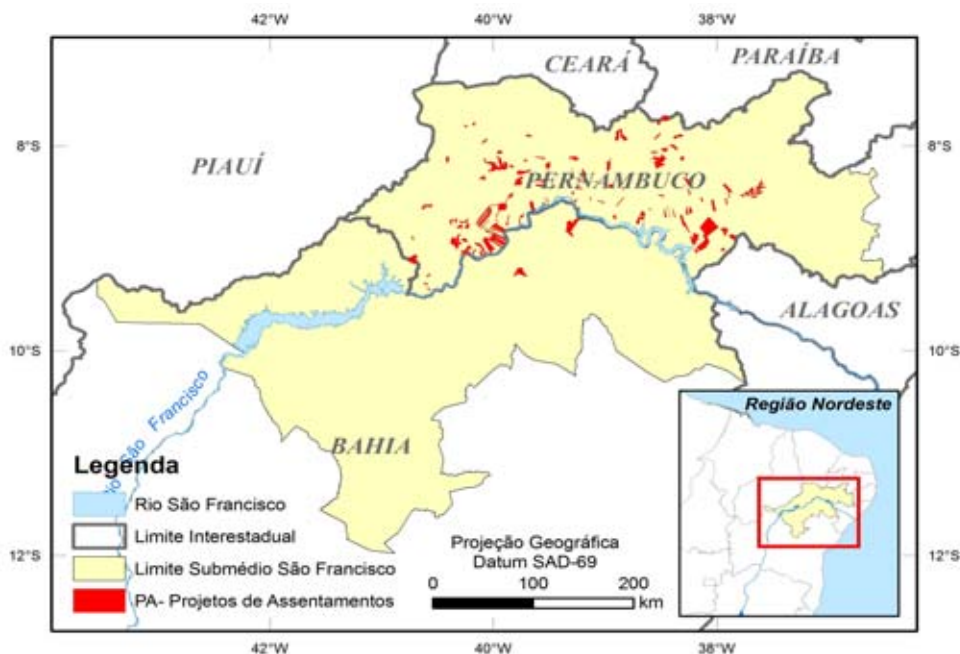 42°W 40°W 38°W
CEARÁ
PARAÍBA
8°S 8°S
PIAUÍ
PERNAMBUCO
ALAGOAS
10°S 10°S
Rio São Francisco
BAHIA
Região Nordeste
Legenda
Rio São Francisco
Limite Interestadual
Limite Submédio São Francisco
PA- Projetos de Assentamentos
Projeção Geográfica
Datum SAD-69
0 100 200
km
12°S 12°S
42°W 40°W 38°W